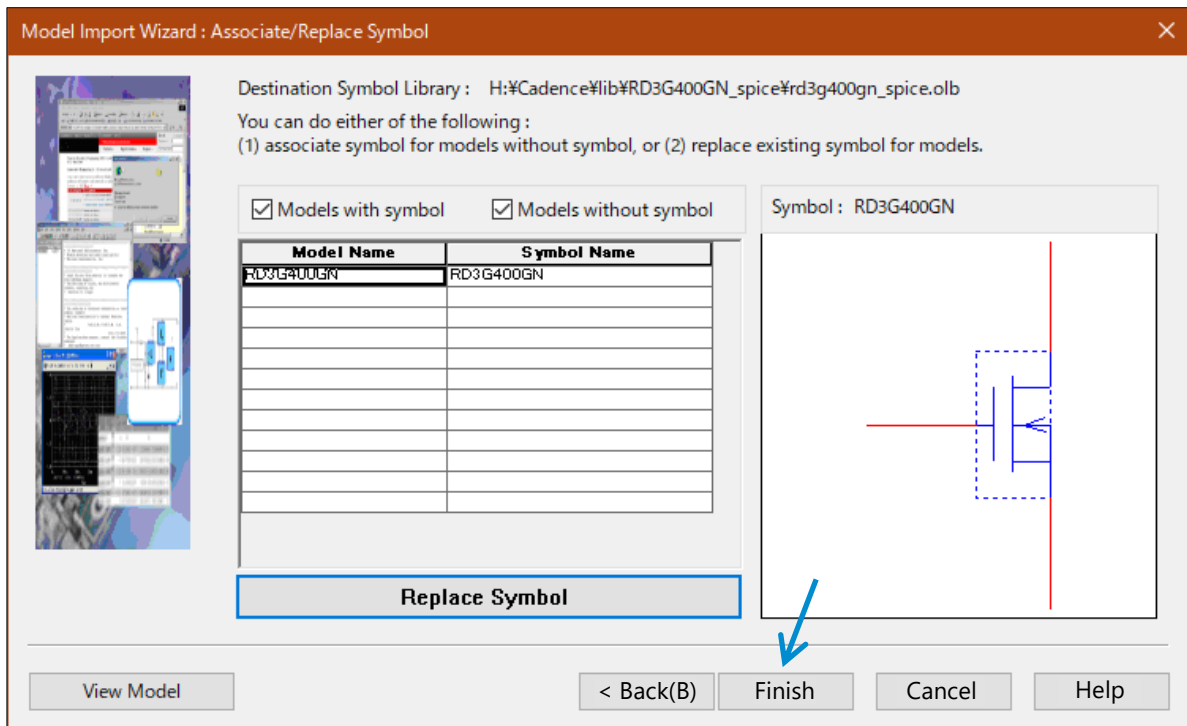 Model Import Wizard : Associate/Replace Symbol
Destination Symbol Library : H:¥Cadence¥lib¥RD3G400GN_spice¥rd3g400gn_spice.olb
You can do either of the following :
(1) associate symbol for models without symbol, or (2) replace existing symbol for models.
Models with symbol
Models without symbol
Symbol : RD3G400GN
Model Name Symbol Name
RD3G400GN RD3G400GN
Replace Symbol
View Model
< Back(B)
Finish
Cancel
Help